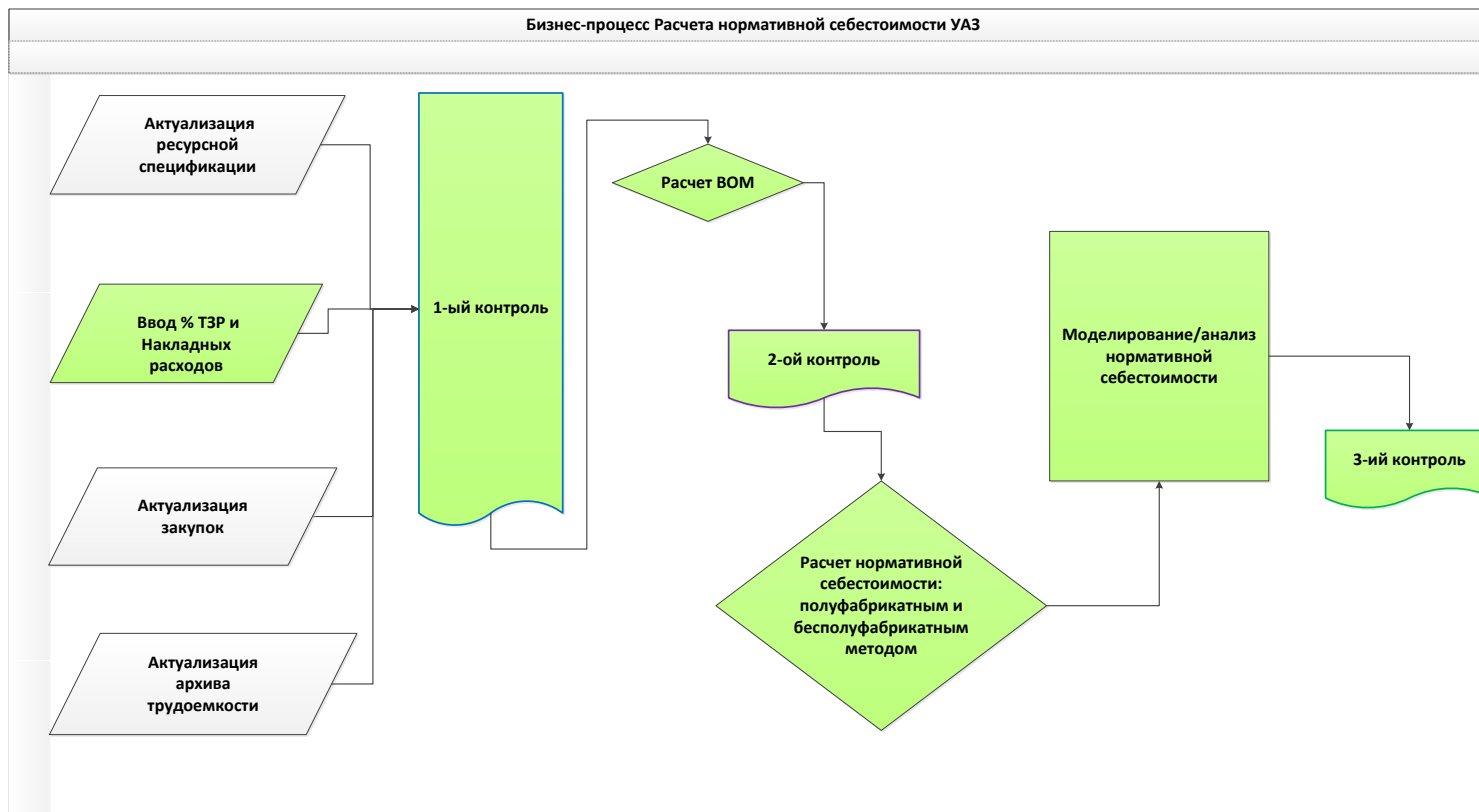 Бизнес-процесс Расчета нормативной себестоимости УАЗ
Актуализация
ресурсной
спецификации
Ввод % ТЗР и
Накладных
расходов
Актуализация
закупок
Актуализация
архива
трудоемкости
1-ый контроль
Расчет ВОМ
2-ой контроль
Расчет нормативной
себестоимости:
полуфабрикатным и
бесполуфабрикатным
методом
Моделирование/анализ
нормативной
себестоимости
3-ий контроль